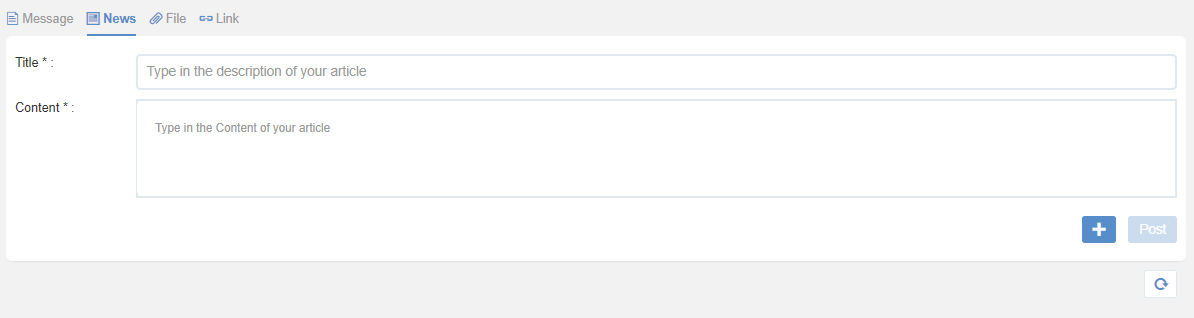 Message News File Link
Title * :
Type in the description of your article
Content * :
Type in the Content of your article
Post